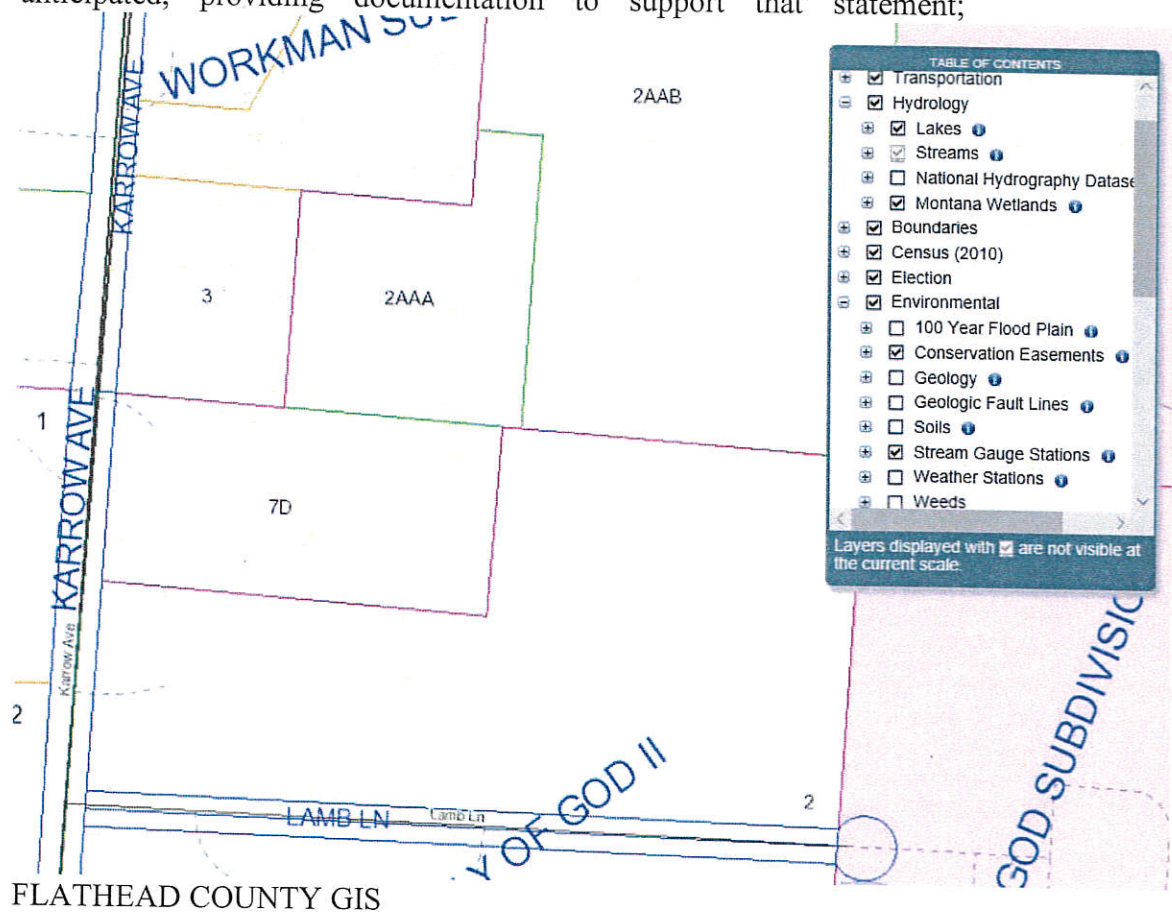 anticipated, providing documentation to support that statement;
WORKMAN
2AAB
KARROW AVE
3
2AAA
1
KARROW AVE
7D
Karrow Ave
2
LAMB LN
Lamb Ln
OF GOD II
2
GOD SUBDIVISIO
TABLE OF CONTENTS
Transportation
Hydrology
Lakes
Streams
National Hydrography Datase
Montana Wetlands
Boundaries
Census (2010)
Election
Environmental
100 Year Flood Plain
Conservation Easements
Geology
Geologic Fault Lines
Soils
Stream Gauge Stations
Weather Stations
Weeds
Layers displayed with are not visible at
the current scale.
FLATHEAD COUNTY GIS